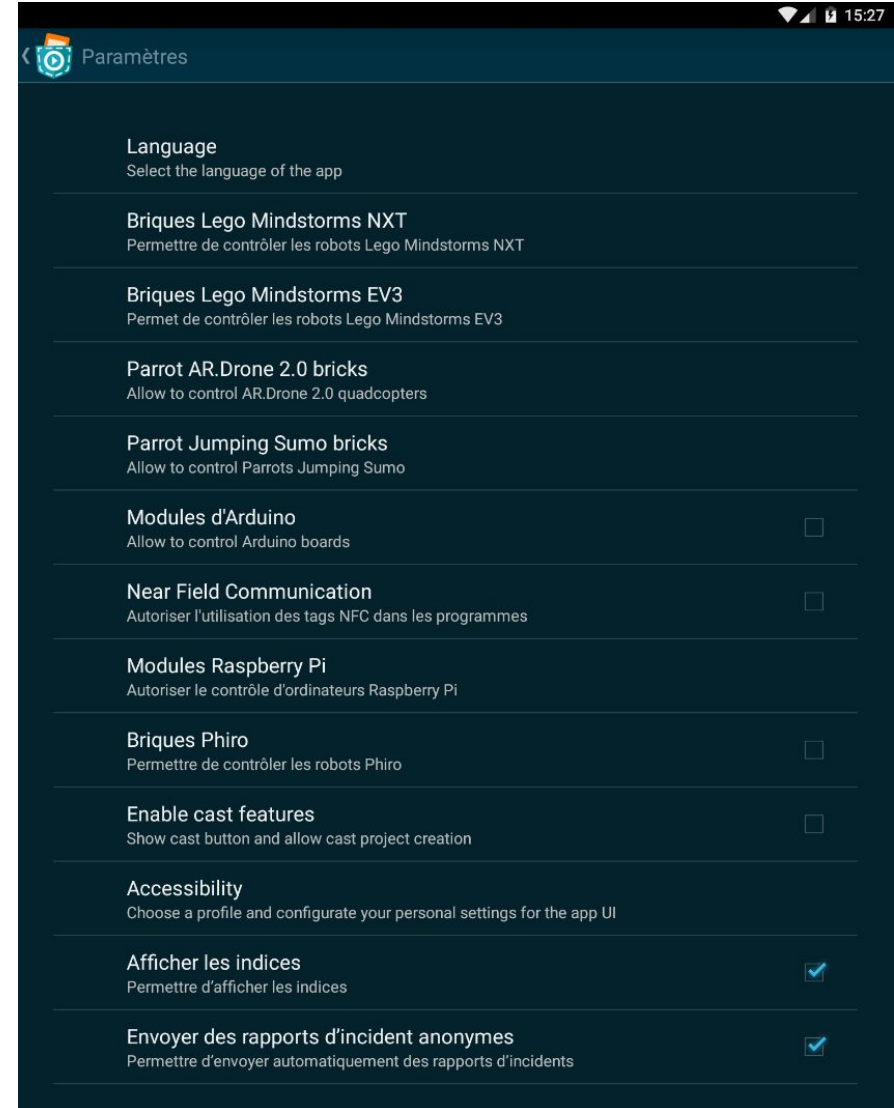 15:27
Paramètres
Language
Select the language of the app
Briques Lego Mindstorms NXT
Permettre de contrôler les robots Lego Mindstorms NXT
Briques Lego Mindstorms EV3
Permet de contrôler les robots Lego Mindstorms EV3
Parrot AR.Drone 2.0 bricks
Allow to control AR.Drone 2.0 quadcopters
Parrot Jumping Sumo bricks
Allow to control Parrots Jumping Sumo
Modules d'Arduino
Allow to control Arduino boards
Near Field Communication
Autoriser l'utilisation des tags NFC dans les programmes
Modules Raspberry Pi
Autoriser le contrôle d'ordinateurs Raspberry Pi
Briques Phiro
Permettre de contrôler les robots Phiro
Enable cast features
Show cast button and allow cast project creation
Accessibility
Choose a profile and configurate your personal settings for the app UI
Afficher les indices
Permettre d’afficher les indices
Envoyer des rapports d’incident anonymes
Permettre d’envoyer automatiquement des rapports d’incidents